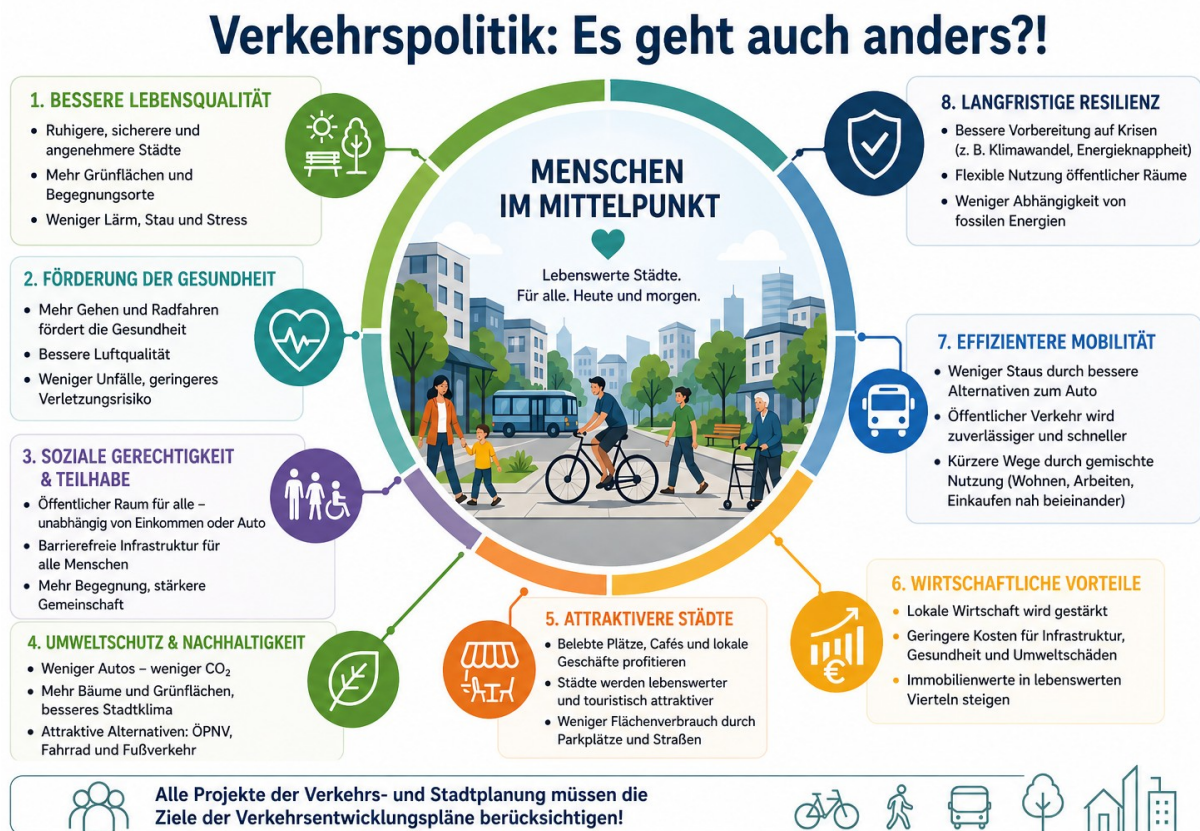 Verkehrspolitik: Es geht auch anders?!
1. BESSERE LEBENSQUALITÄT
• Ruhigere, sicherere und
angenehmere Städte
• Mehr Grünflächen und
Begegnungsorte
• Weniger Lärm, Stau und Stress
2. FÖRDERUNG DER GESUNDHEIT
• Mehr Gehen und Radfahren
fördert die Gesundheit
• Bessere Luftqualität
• Weniger Unfälle, geringeres
Verletzungsrisiko
3. SOZIALE GERECHTIGKEIT
& TEILHABE
• Öffentlicher Raum für alle –
unabhängig von Einkommen oder Auto
• Barrierefreie Infrastruktur für
alle Menschen
• Mehr Begegnung, stärkere
Gemeinschaft
4. UMWELTSCHUTZ & NACHHALTIGKEIT
• Weniger Autos – weniger CO₂
• Mehr Bäume und Grünflächen,
besseres Stadtklima
• Attraktive Alternativen: ÖPNV,
Fahrrad und Fußverkehr
MENSCHEN
IM MITTELPUNKT
Lebenswerte Städte.
Für alle. Heute und morgen.
5. ATTRAKTIVERE STÄDTE
• Belebte Plätze, Cafés und lokale
Geschäfte profitieren
• Städte werden lebenswerter
und touristisch attraktiver
• Weniger Flächenverbrauch durch
Parkplätze und Straßen
€
6. WIRTSCHAFTLICHE VORTEILE
• Lokale Wirtschaft wird gestärkt
• Geringere Kosten für Infrastruktur,
Gesundheit und Umweltschäden
• Immobilienwerte in lebenswerten
Vierteln steigen
7. EFFIZIENTERE MOBILITÄT
• Weniger Staus durch bessere
Alternativen zum Auto
• Öffentlicher Verkehr wird
zuverlässiger und schneller
• Kürzere Wege durch gemischte
Nutzung (Wohnen, Arbeiten,
Einkaufen nah beieinander)
8. LANGFRISTIGE RESILIENZ
• Bessere Vorbereitung auf Krisen
(z. B. Klimawandel, Energieknappheit)
• Flexible Nutzung öffentlicher Räume
• Weniger Abhängigkeit von
fossilen Energien
Alle Projekte der Verkehrs- und Stadtplanung müssen die
Ziele der Verkehrsentwicklungspläne berücksichtigen!